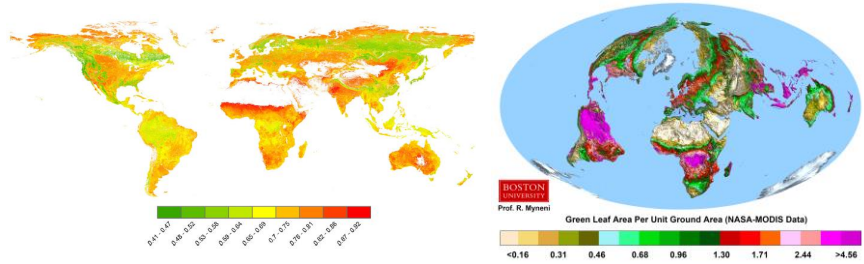 0.41 - 0.47
0.48 - 0.52
0.53 - 0.58
0.59 - 0.64
0.65 - 0.69
0.7 - 0.75
0.76 - 0.81
0.82 - 0.86
0.87 - 0.92
BOSTON
UNIVERSITY
Prof. R. Myneni
Green Leaf Area Per Unit Ground Area (NASA-MODIS Data)
<0.16 0.31 0.46 0.68 0.96 1.30 1.71 2.44 >4.56